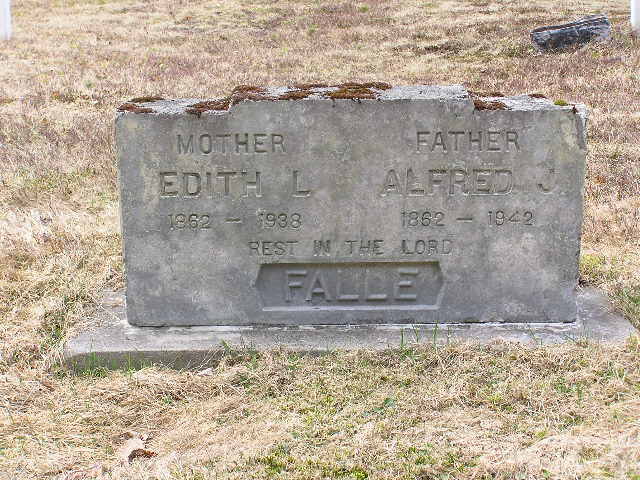 MOTHER FATHER
EDITH L ALFRED J.
1862 - 1938 1862 - 1942
REST IN THE LORD
FALLE